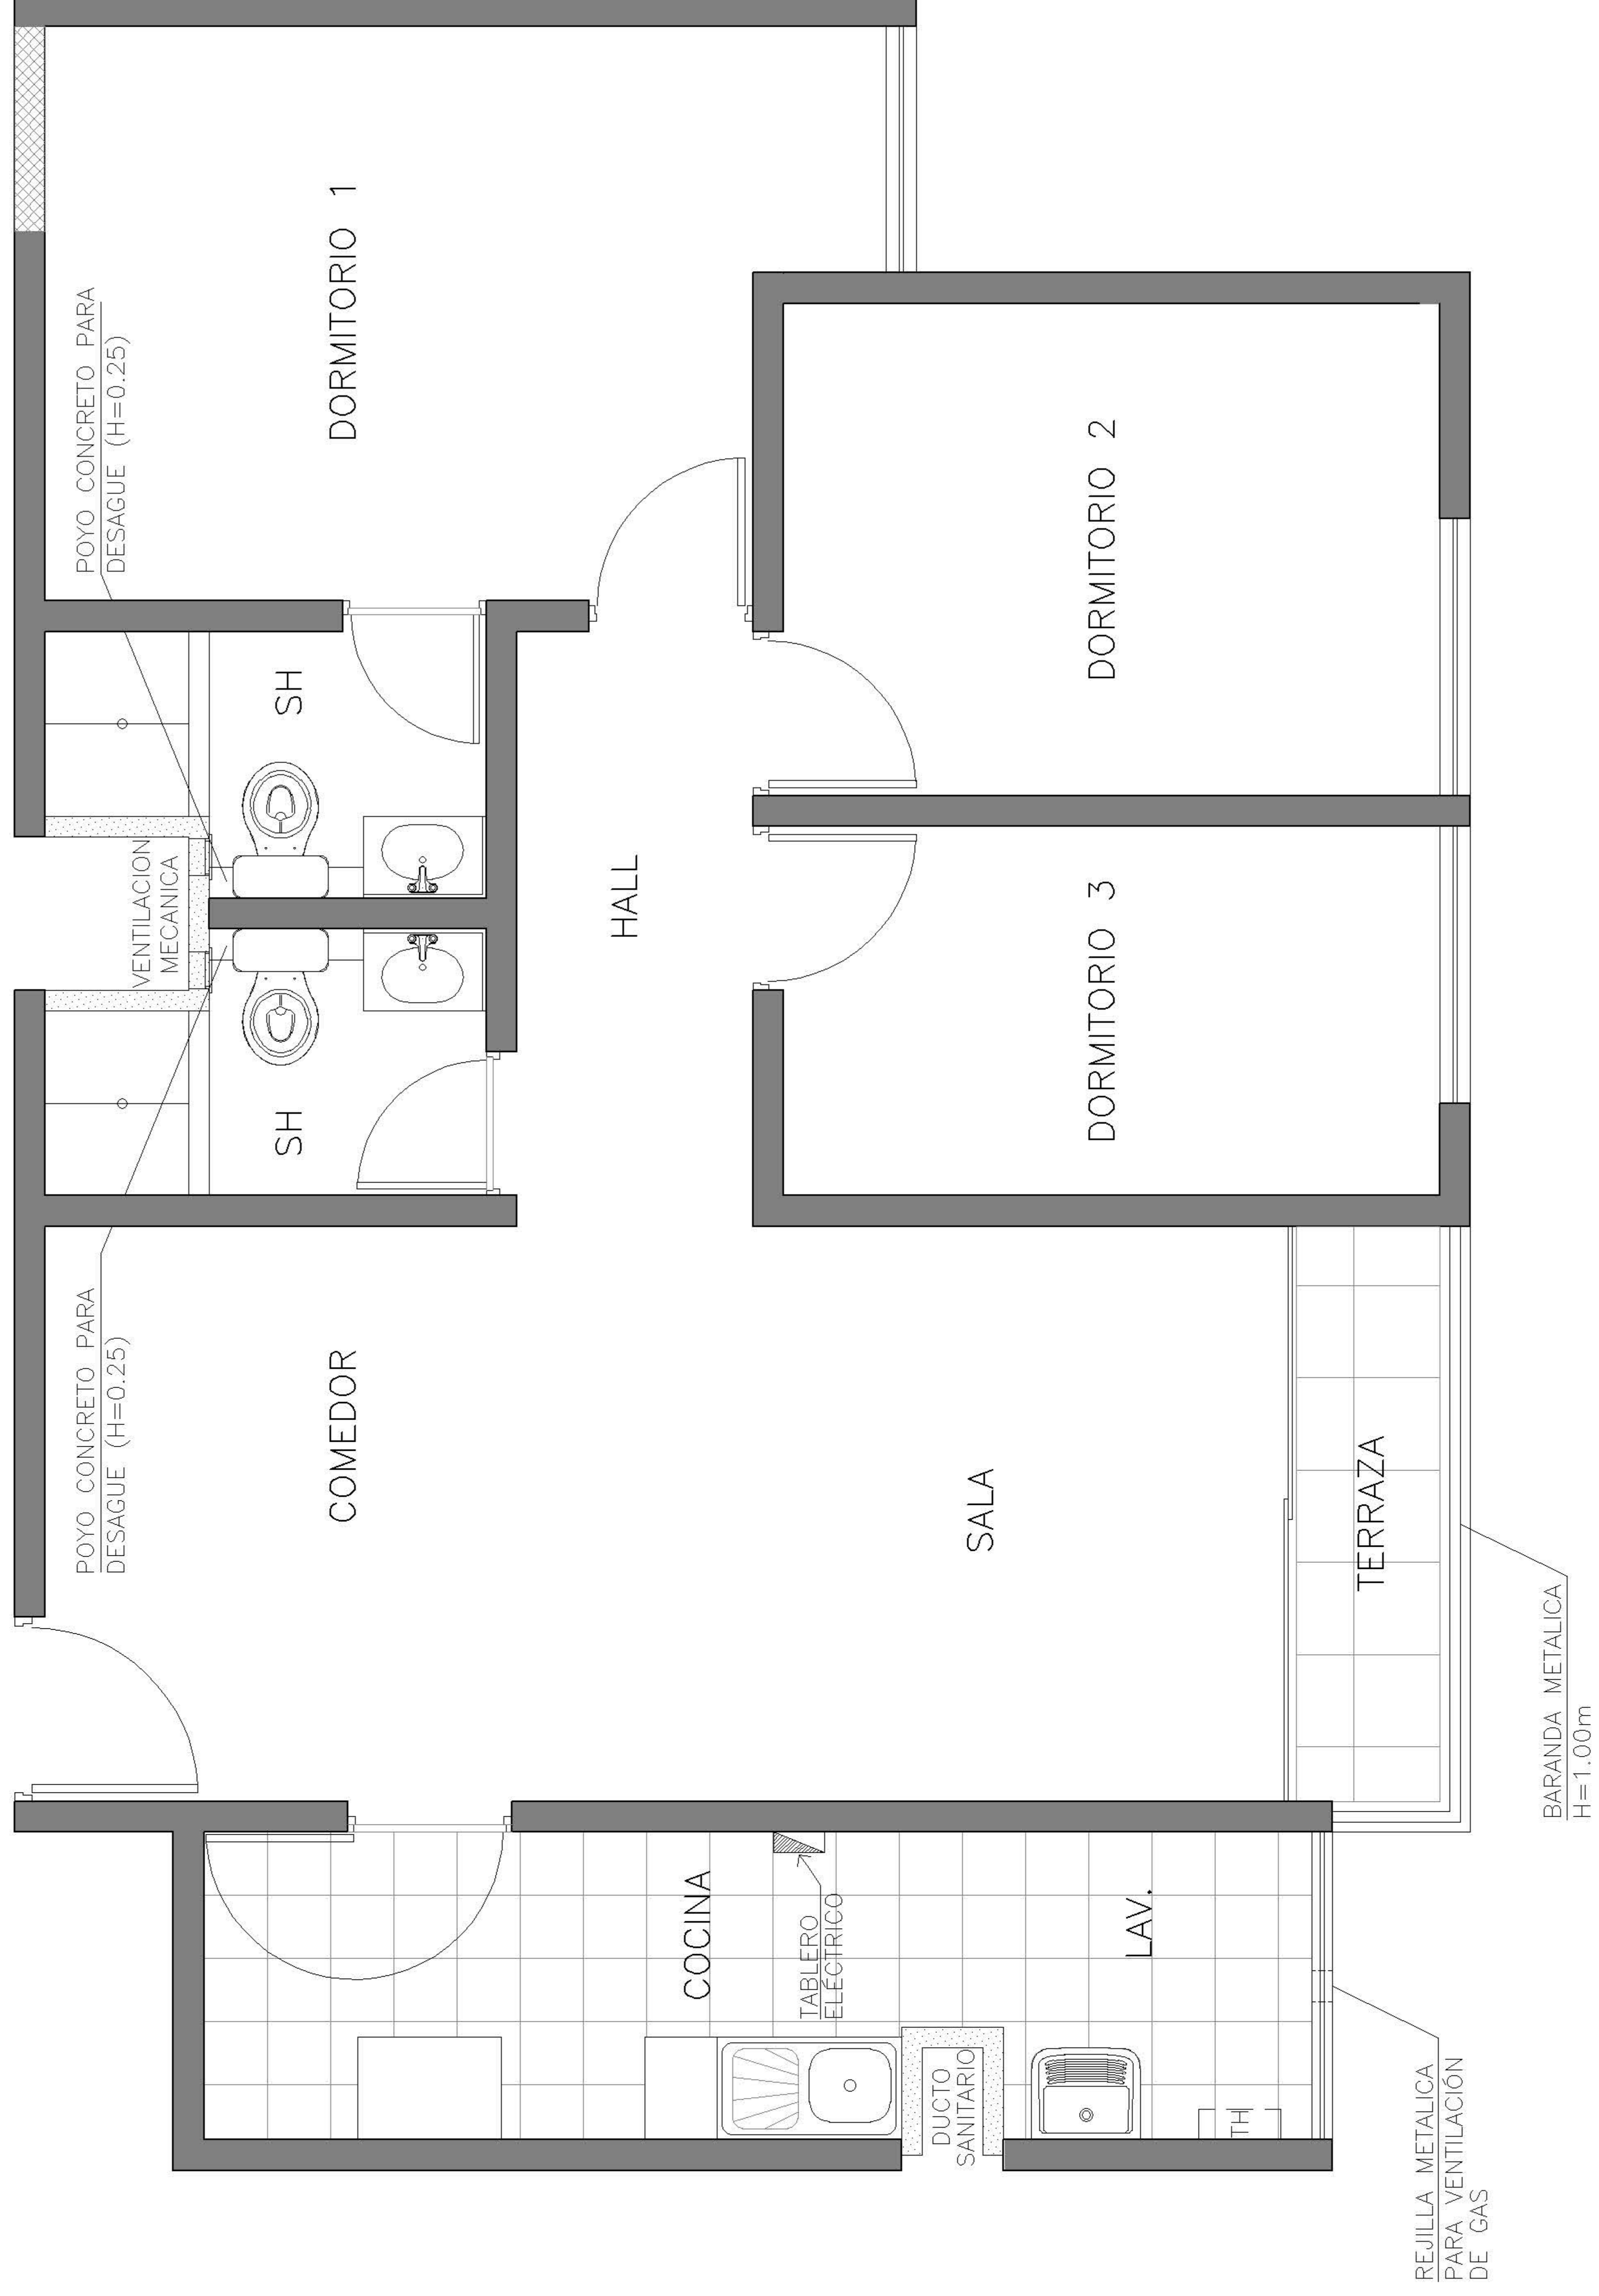 POYO CONCRETO PARA
DESAGUE (H=0.25)
DORMITORIO 1
SH
VENTILACION
MECANICA
SH
HALL
DORMITORIO 2
DORMITORIO 3
POYO CONCRETO PARA
DESAGUE (H=0.25)
COMEDOR
SALA
TERRAZA
BARANDA METALICA
H=1.00m
COCINA
TABLERO
ELÉCTRICO
LAV.
DUCTO
SANITARIO
TH
REJILLA METALICA
PARA VENTILACIÓN
DE GAS